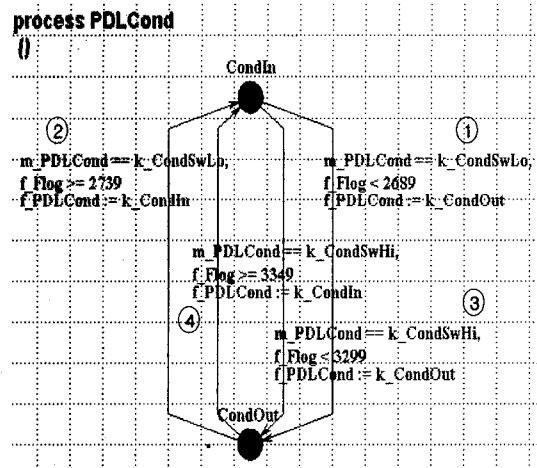 process PDLCond
()
CondIn
2
m_PDLCond == k_CondSwLo,
f_Flog >= 2739
f_PDLCond := k_CondIn
1
m_PDLCond == k_CondSwLo,
f_Flog < 2689
f_PDLCond := k_CondOut
m_PDLCond == k_CondSwHi,
f_Flog >= 3349
f_PDLCond := k_CondIn
4
3
m_PDLCond == k_CondSwHi,
f_Flog < 3299
f_PDLCond := k_CondOut
CondOut